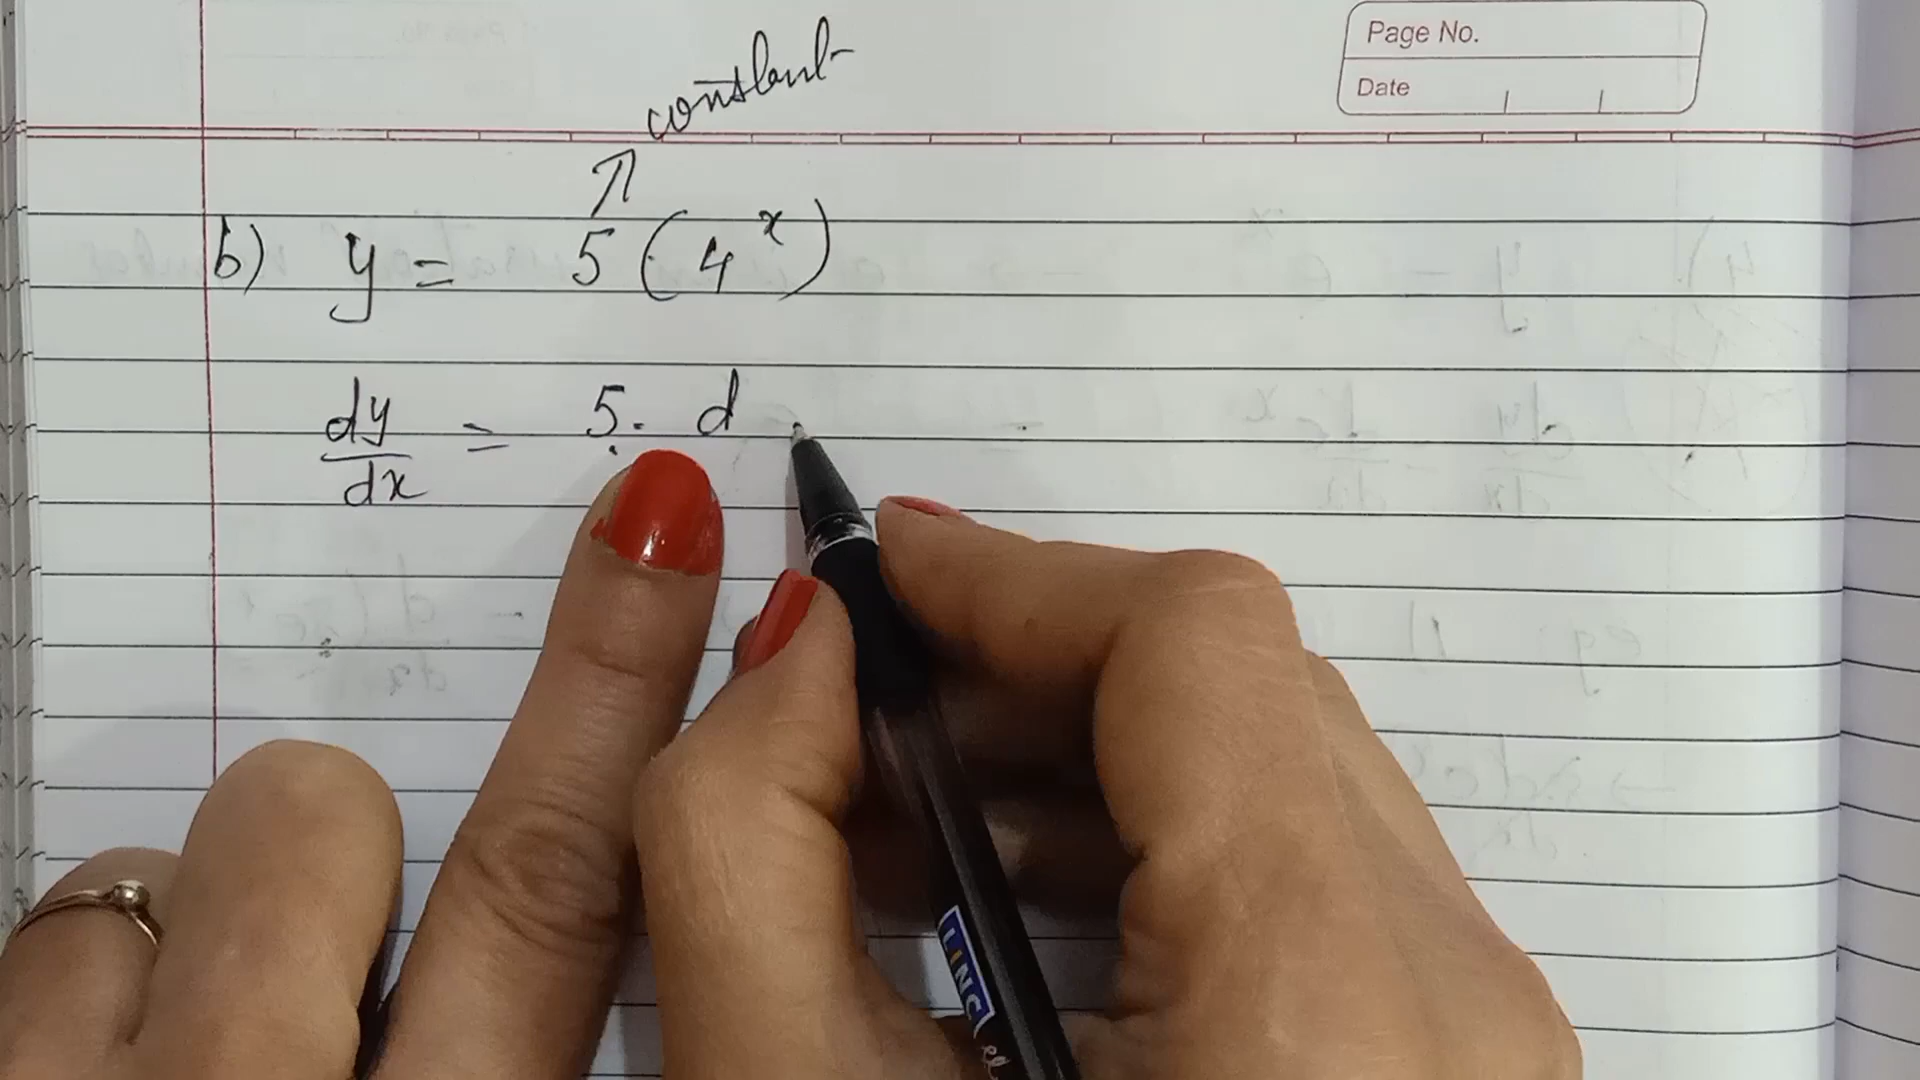 constant
Page No.
Date
b) y = 5 (4^x)
dy/dx = 5. d
LINC